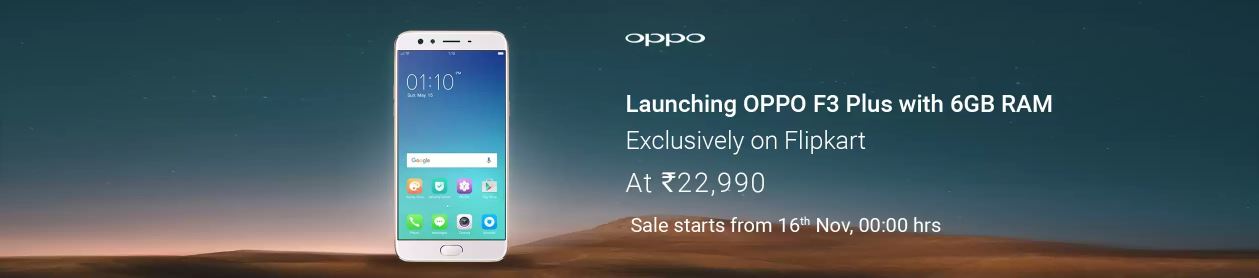 oppo
Launching OPPO F3 Plus with 6GB RAM
Exclusively on Flipkart
At ₹22,990
Sale starts from 16th Nov, 00:00 hrs
01:10 PM
Google